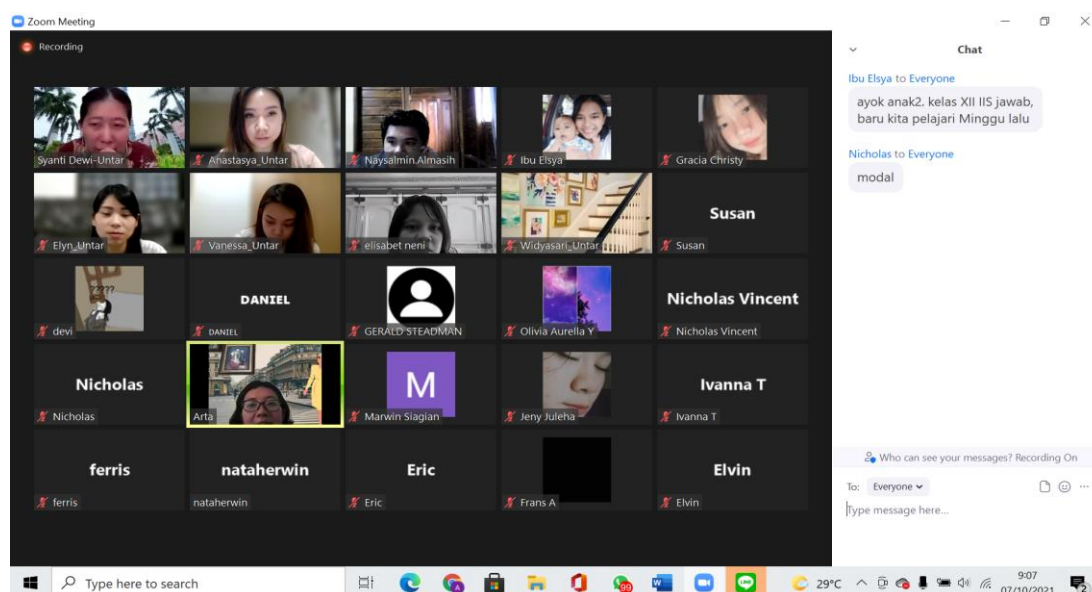 Zoom Meeting
Recording
Syanti Dewi-Untar
Anastasya_Untar
Naysalmin.Almasih
Ibu Elsya
Gracia Christy
Elyn_Untar
Vanessa_Untar
elisabet neni
Widyasari_Untar
Susan
Susan
?????
devi
DANIEL
DANIEL
GERALD STEADMAN
Olivia Aurella Y
Nicholas Vincent
Nicholas Vincent
Nicholas
Nicholas
Arta
M
Marwin Siagian
Jeny Juleha
Ivanna T
Ivanna T
ferris
ferris
nataherwin
nataherwin
Eric
Eric
Frans A
Elvin
Elvin
Chat
Ibu Elsya to Everyone
ayok anak2. kelas XII IIS jawab,
baru kita pelajari Minggu lalu
Nicholas to Everyone
modal
Who can see your messages? Recording On
To: Everyone
Type message here...
Type here to search
99
W
LINE
29°C
9:07
07/10/2021
2